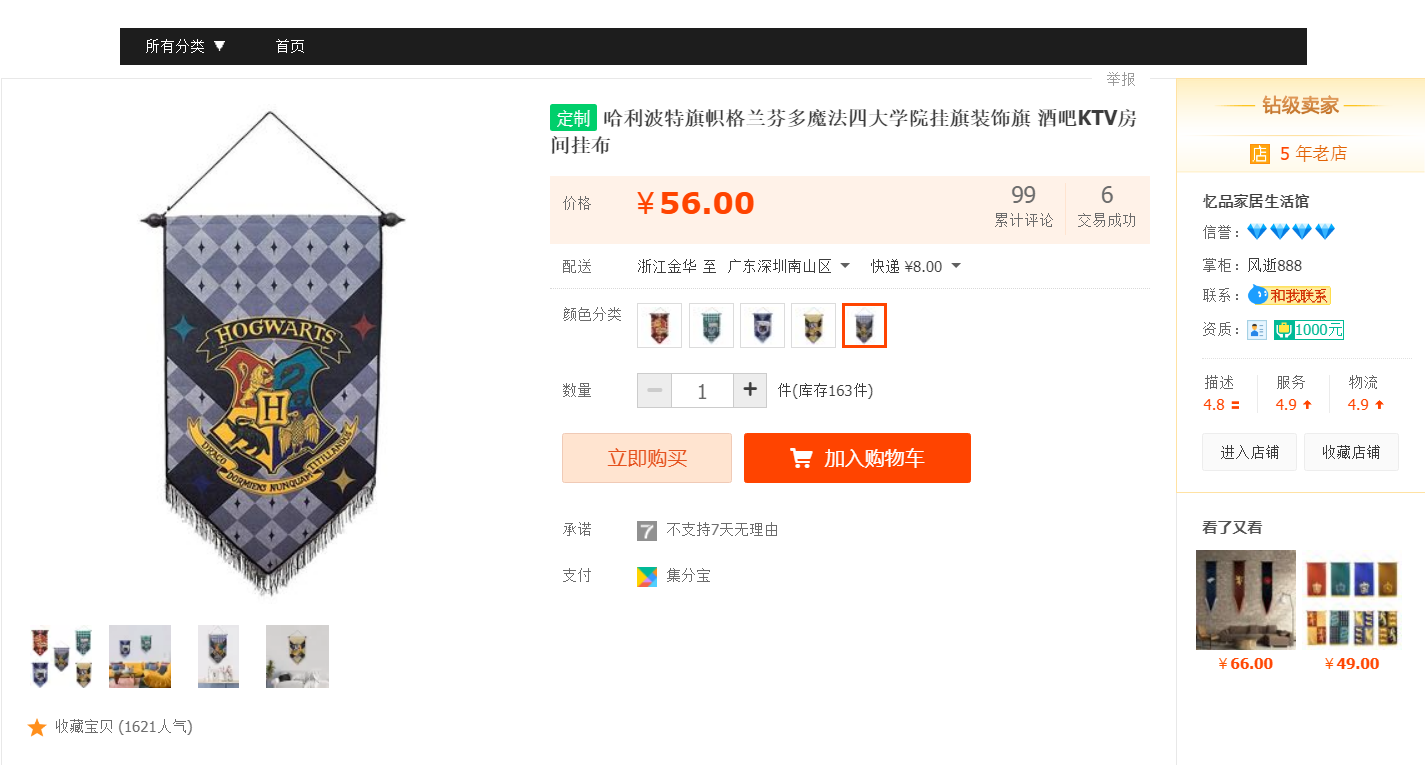 所有分类 ▼ 首页
举报
定制 哈利波特旗帜格兰芬多魔法四大学院挂旗装饰旗 酒吧KTV房
间挂布
价格 ¥56.00
99
累计评论
6
交易成功
配送 浙江金华 至 广东深圳南山区 快递 ¥8.00
颜色分类
数量 1 件(库存163件)
立即购买
加入购物车
承诺 7 不支持7天无理由
支付 集分宝
HOGWARTS
H
DRACO DORMIENS NUNQUAM TITILLANDUS
收藏宝贝 (1621人气)
钻级卖家
店 5 年老店
忆品家居生活馆
信誉：
掌柜：风逝888
联系：和我联系
资质：1000元
描述 服务 物流
4.8 4.9 4.9
进入店铺 收藏店铺
看了又看
¥66.00 ¥49.00